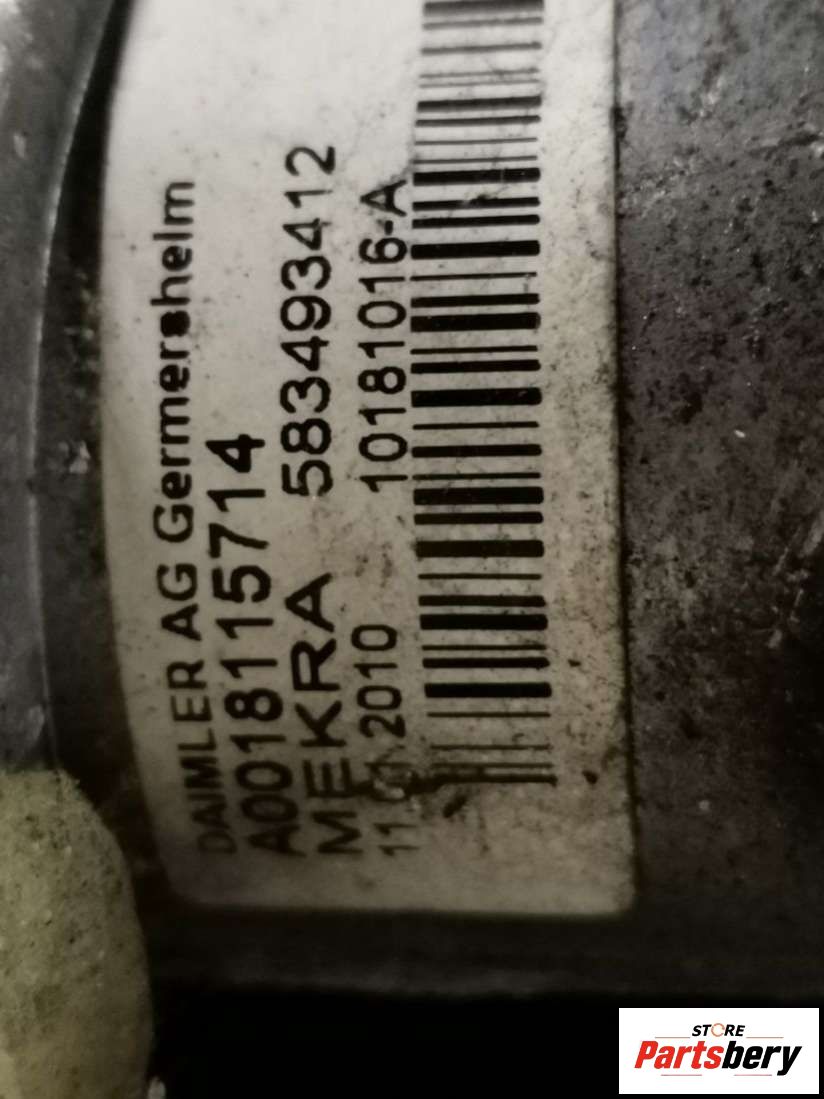 DAIMLER AG Germersheim
A0018115714
MEKRA 583493412
2010 10181016-A
STORE
Partsbery